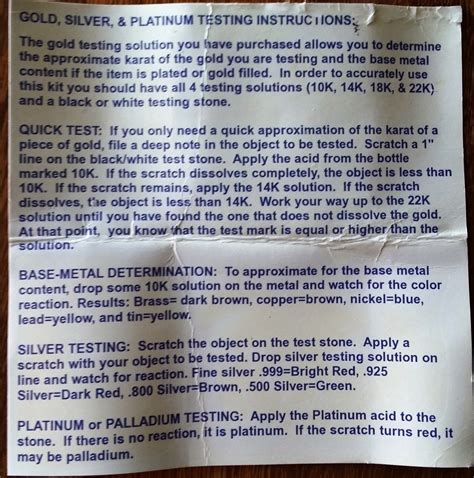 GOLD, SILVER, & PLATINUM TESTING INSTRUCTIONS:
The gold testing solution you have purchased allows you to determine
the approximate karat of the gold you are testing and the base metal
content if the item is plated or gold filled. In order to accurately use
this kit you should have all 4 testing solutions (10K, 14K, 18K, & 22K)
and a black or white testing stone.
QUICK TEST: If you only need a quick approximation of the karat of a
piece of gold, file a deep note in the object to be tested. Scratch a 1"
line on the black/white test stone. Apply the acid from the bottle
marked 10K. If the scratch dissolves completely, the object is less than
10K. If the scratch remains, apply the 14K solution. If the scratch
dissolves, the object is less than 14K. Work your way up to the 22K
solution until you have found the one that does not dissolve the gold.
At that point, you know that the test mark is equal or higher than the
solution.
BASE-METAL DETERMINATION: To approximate for the base metal
content, drop some 10K solution on the metal and watch for the color
reaction. Results: Brass= dark brown, copper=brown, nickel=blue,
lead=yellow, and tin=yellow.
SILVER TESTING: Scratch the object on the test stone. Apply a
scratch with your object to be tested. Drop silver testing solution on
line and watch for reaction. Fine silver .999=Bright Red, .925
Silver=Dark Red, .800 Silver=Brown, .500 Silver=Green.
PLATINUM or PALLADIUM TESTING: Apply the Platinum acid to the
stone. If there is no reaction, it is platinum. If the scratch turns red, it
may be palladium.